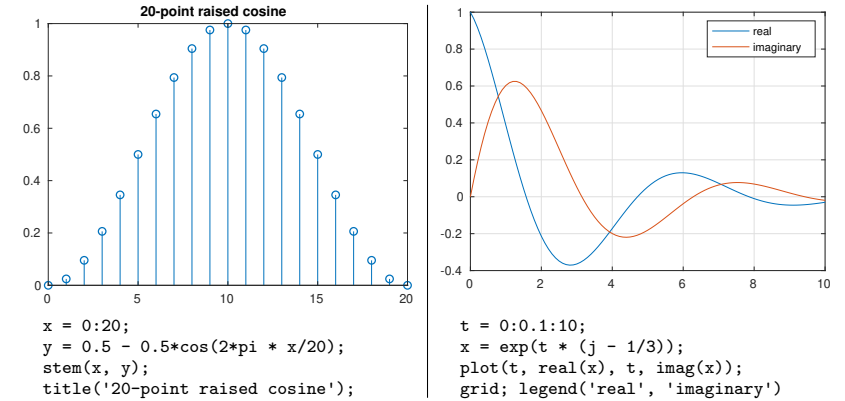 20-point raised cosine
1
0.8
0.6
0.4
0.2
0
0 5 10 15 20
x = 0:20;
y = 0.5 - 0.5*cos(2*pi * x/20);
stem(x, y);
title('20-point raised cosine');
real
imaginary
1
0.8
0.6
0.4
0.2
0
-0.2
-0.4
0 2 4 6 8 10
t = 0:0.1:10;
x = exp(t * (j - 1/3));
plot(t, real(x), t, imag(x));
grid; legend('real', 'imaginary')